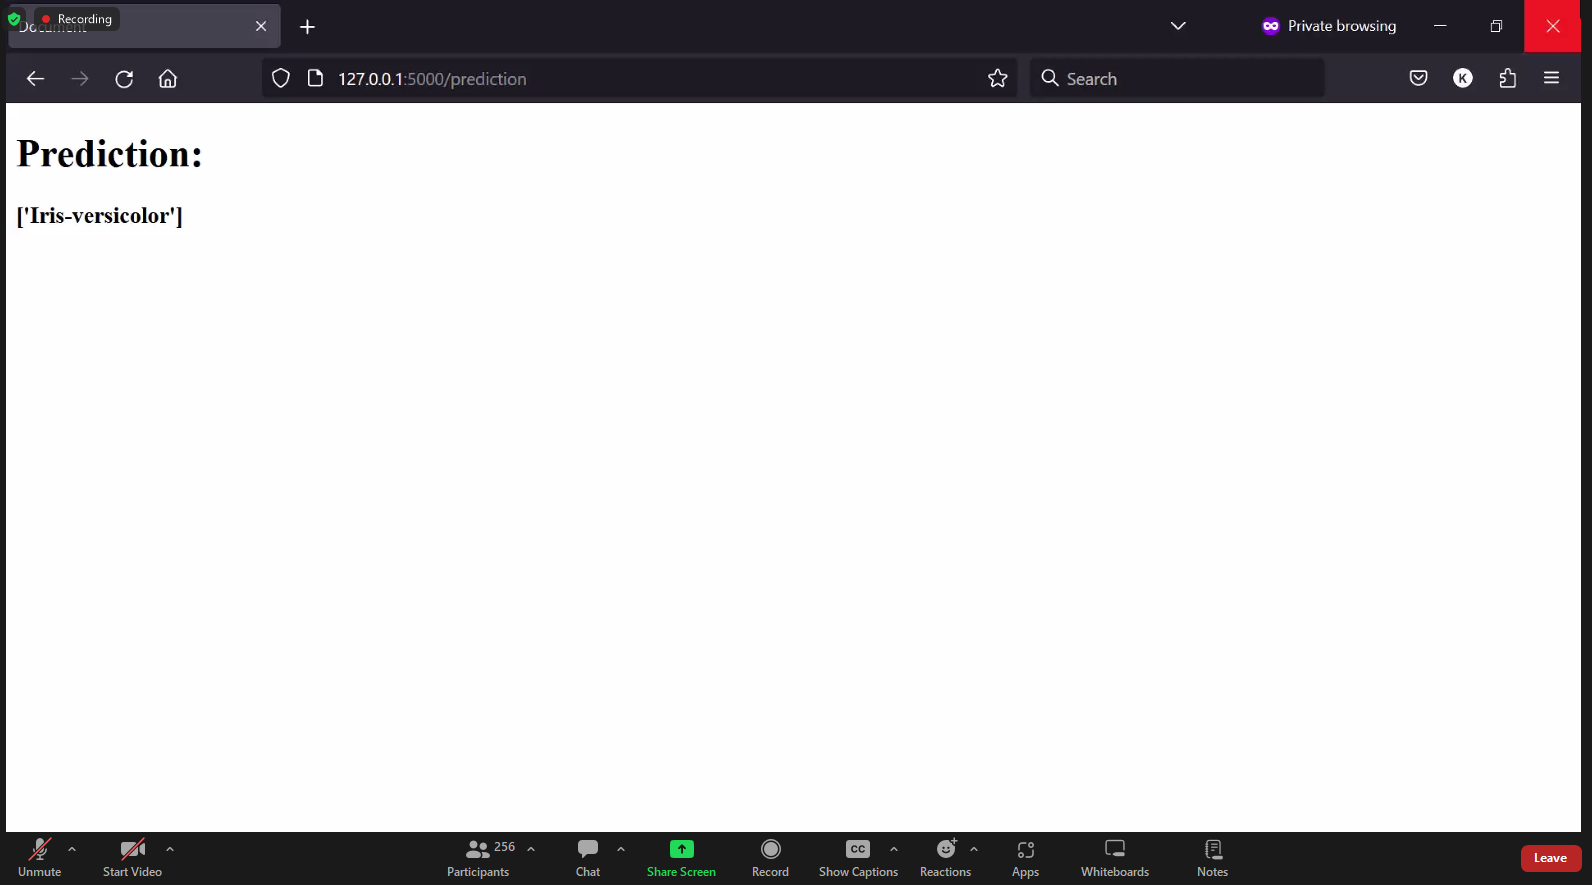 Recording
Document
Private browsing
127.0.0.1:5000/prediction
Search
K
Prediction:
['Iris-versicolor']
256
CC
Unmute
Start Video
Participants
Chat
Share Screen
Record
Show Captions
Reactions
Apps
Whiteboards
Notes
Leave